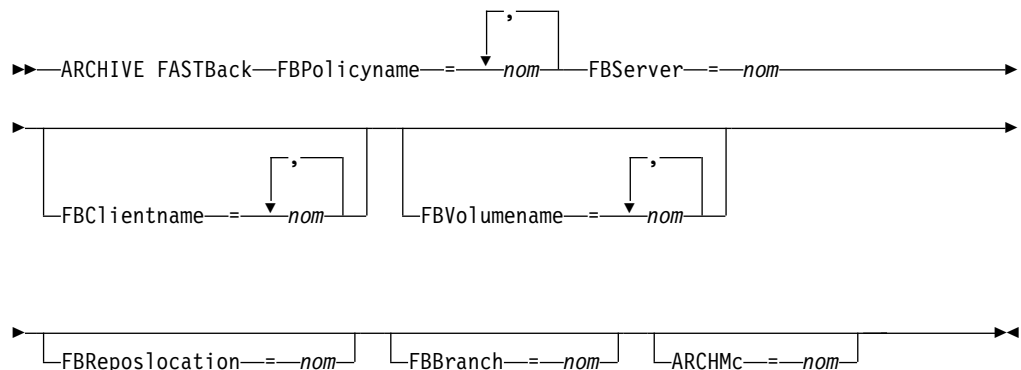 ,
ARCHIVE FASTBack FBPolicyname = nom FBServer = nom
, ,
FBClientname = nom FBVolumename = nom
FBReposlocation = nom FBBranch = nom ARCHMc = nom